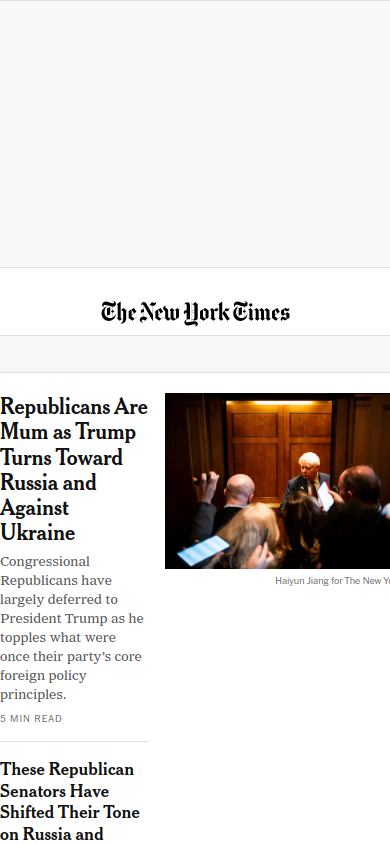 The New York Times
Republicans Are
Mum as Trump
Turns Toward
Russia and
Against
Ukraine
Congressional
Republicans have
largely deferred to
President Trump as he
topples what were
once their party’s core
foreign policy
principles.
5 MIN READ
Haiyun Jiang for The New Yo
These Republican
Senators Have
Shifted Their Tone
on Russia and